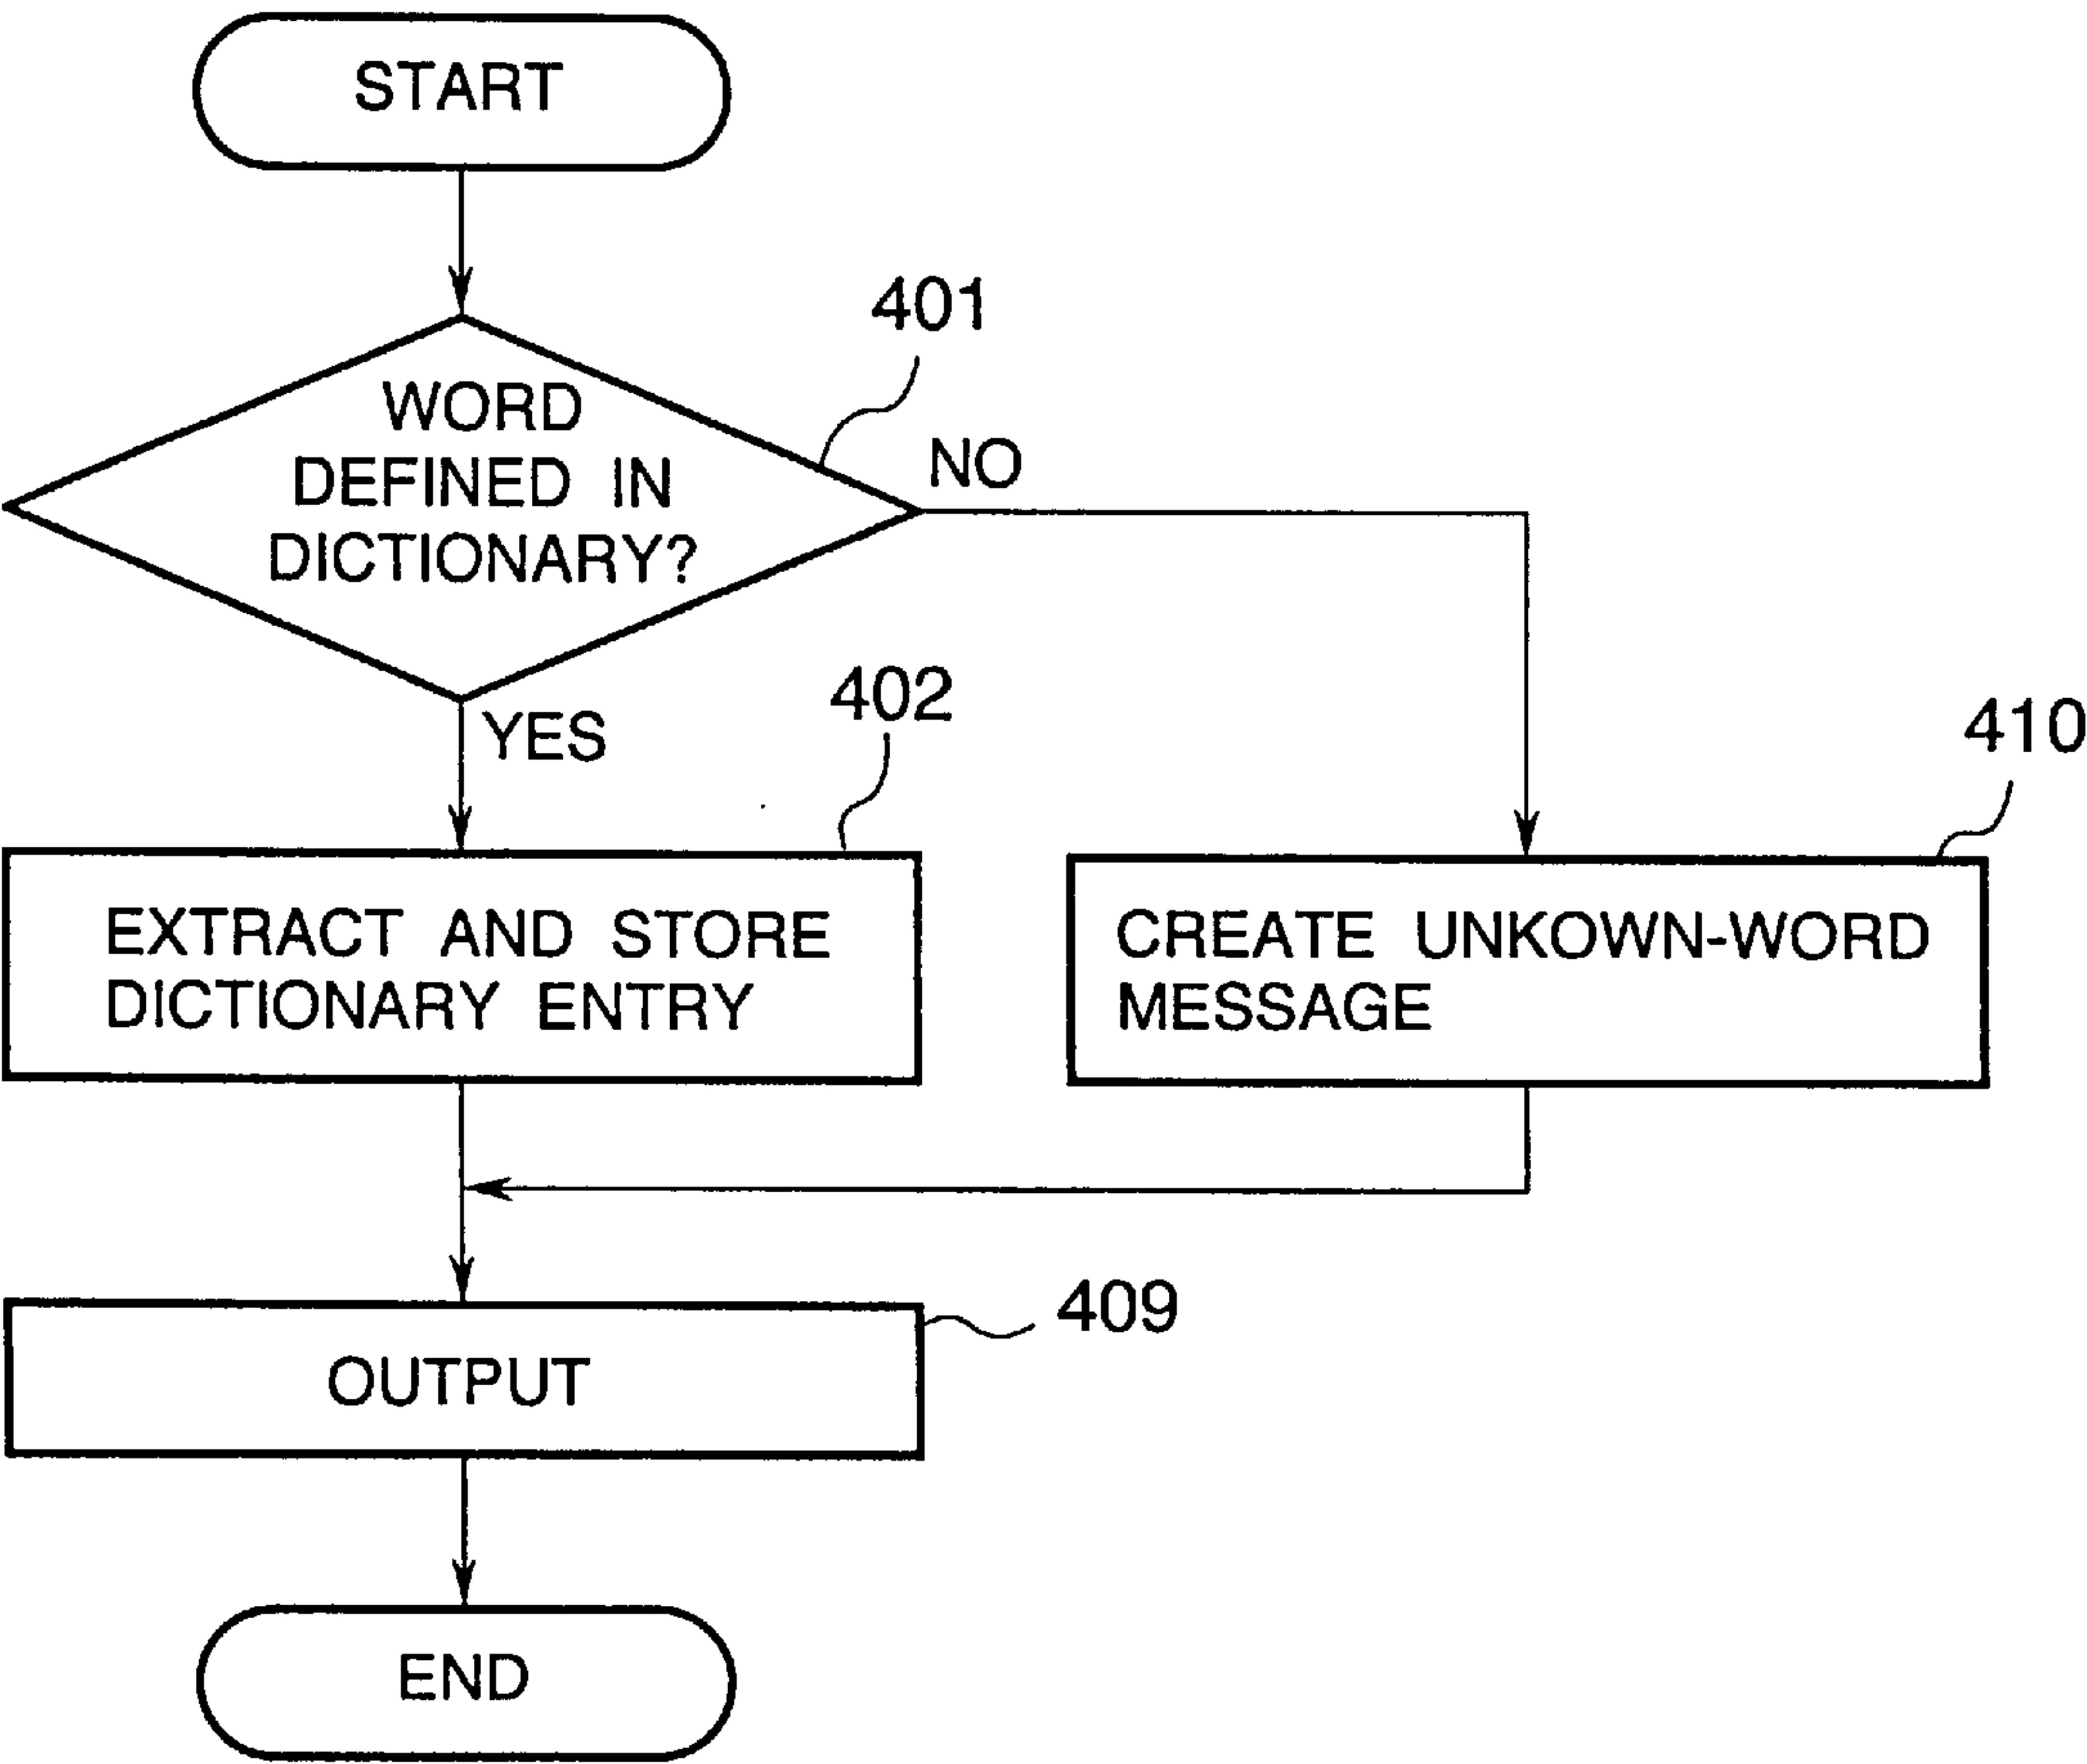 START
401
WORD
DEFINED IN
DICTIONARY?
NO
YES
402
410
EXTRACT AND STORE
DICTIONARY ENTRY
CREATE UNKOWN-WORD
MESSAGE
409
OUTPUT
END